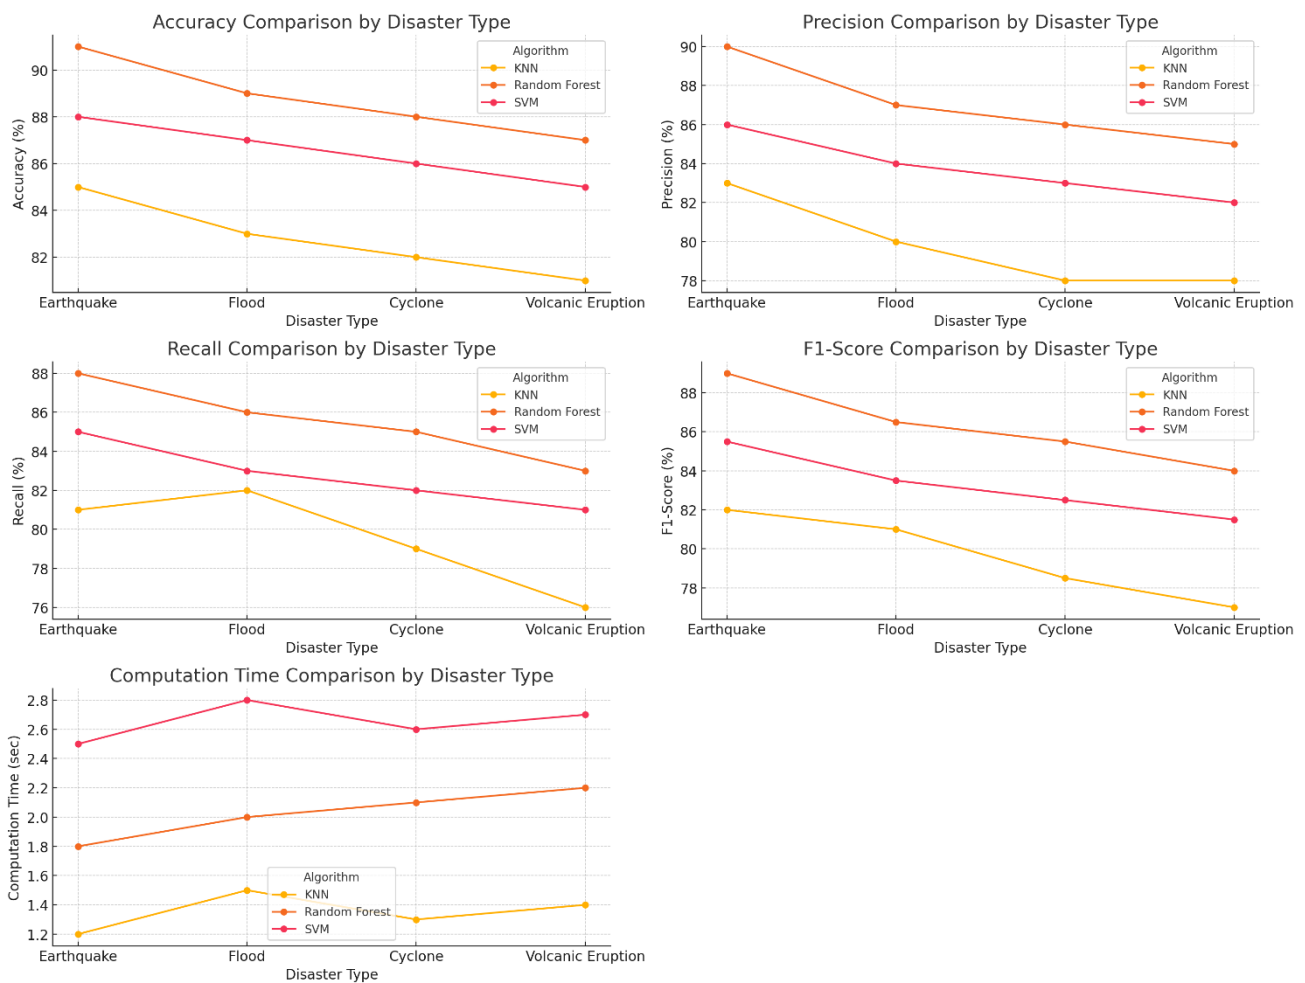 Accuracy Comparison by Disaster Type
Accuracy (%)
90
88
86
84
82
Algorithm
KNN
Random Forest
SVM
Earthquake Flood Cyclone Volcanic Eruption
Disaster Type
Precision Comparison by Disaster Type
Precision (%)
90
88
86
84
82
80
78
Algorithm
KNN
Random Forest
SVM
Earthquake Flood Cyclone Volcanic Eruption
Disaster Type
Recall Comparison by Disaster Type
Recall (%)
88
86
84
82
80
78
76
Algorithm
KNN
Random Forest
SVM
Earthquake Flood Cyclone Volcanic Eruption
Disaster Type
F1-Score Comparison by Disaster Type
F1-Score (%)
88
86
84
82
80
78
Algorithm
KNN
Random Forest
SVM
Earthquake Flood Cyclone Volcanic Eruption
Disaster Type
Computation Time Comparison by Disaster Type
Computation Time (sec)
2.8
2.6
2.4
2.2
2.0
1.8
1.6
1.4
1.2
Algorithm
KNN
Random Forest
SVM
Earthquake Flood Cyclone Volcanic Eruption
Disaster Type